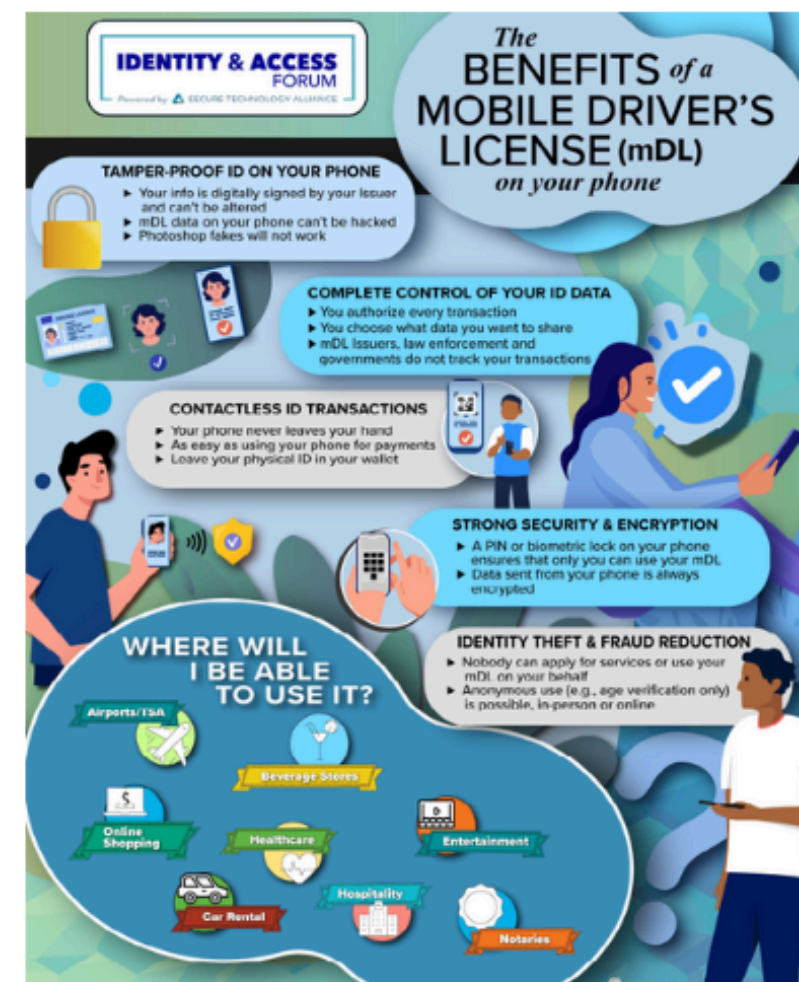 IDENTITY & ACCESS
FORUM
Powered by SECURE TECHNOLOGY ALLIANCE
The
BENEFITS of a
MOBILE DRIVER'S
LICENSE (mDL)
on your phone
TAMPER-PROOF ID ON YOUR PHONE
► Your info is digitally signed by your Issuer
and can't be altered
► mDL data on your phone can't be hacked
► Photoshop fakes will not work
COMPLETE CONTROL OF YOUR ID DATA
► You authorize every transaction
► You choose what data you want to share
► mDL Issuers, law enforcement and
governments do not track your transactions
CONTACTLESS ID TRANSACTIONS
► Your phone never leaves your hand
► As easy as using your phone for payments
► Leave your physical ID in your wallet
STRONG SECURITY & ENCRYPTION
► A PIN or biometric lock on your phone
ensures that only you can use your mDL
► Data sent from your phone is always
encrypted
IDENTITY THEFT & FRAUD REDUCTION
► Nobody can apply for services or use your
mDL on your behalf
► Anonymous use (e.g., age verification only)
is possible, in-person or online
WHERE WILL
I BE ABLE
TO USE IT?
Airports/TSA
Beverage Stores
$
Online
Shopping
Healthcare
Entertainment
Car Rental
Hospitality
Notaries